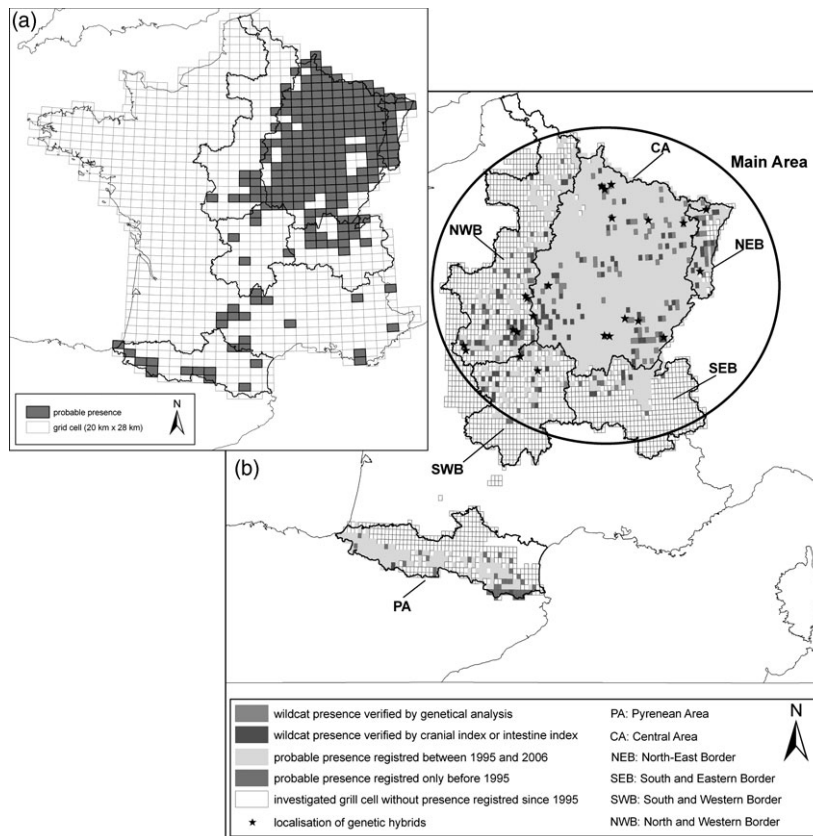 (a)
N
probable presence
grid cell (20 km x 28 km)
CA
Main Area
NWB
NEB
SEB
SWB
(b)
PA
wildcat presence verified by genetical analysis
wildcat presence verified by cranial index or intestine index
probable presence registred between 1995 and 2006
probable presence registred only before 1995
investigated grill cell without presence registred since 1995
localisation of genetic hybrids
PA: Pyrenean Area
CA: Central Area
NEB: North-East Border
SEB: South and Eastern Border
SWB: South and Western Border
NWB: North and Western Border
N